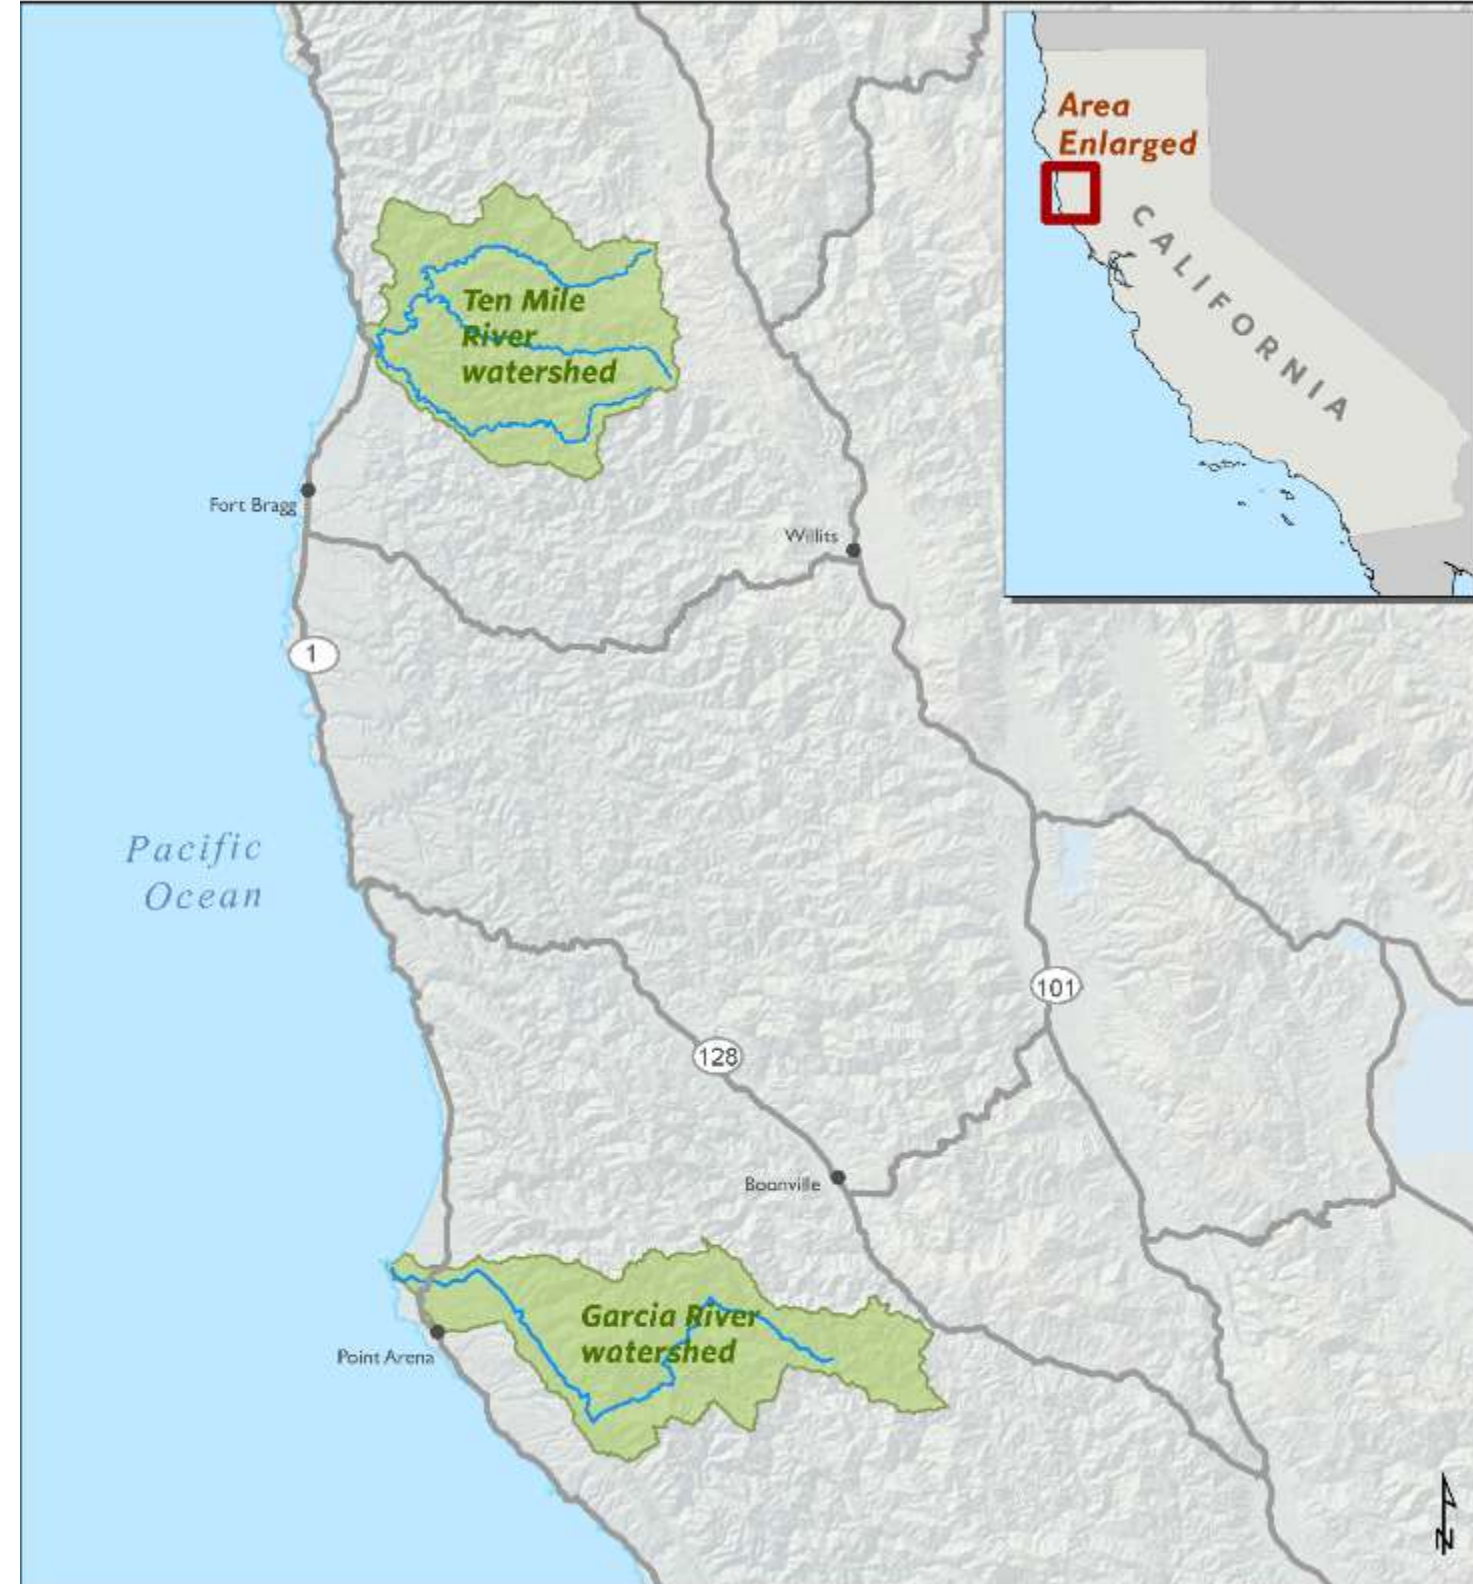 Area
Enlarged
CALIFORNIA
Ten Mile
River
watershed
Fort Bragg
Willits
1
Pacific
Ocean
101
128
Boonville
Garcia River
watershed
Point Arena
N